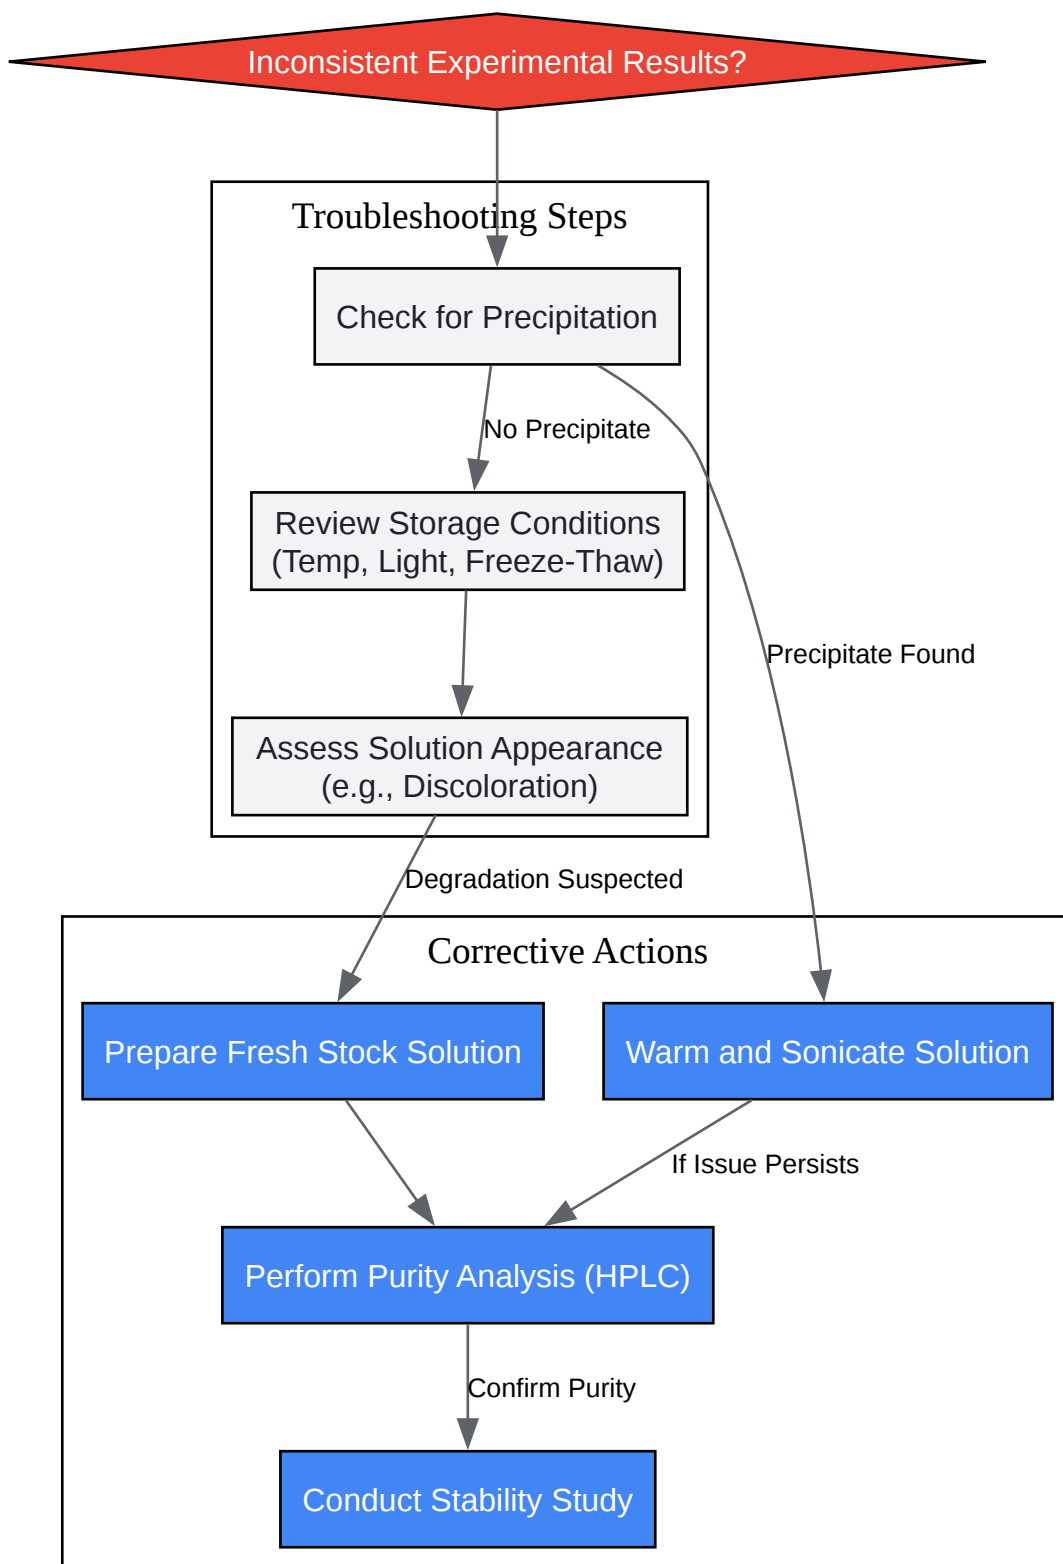 Inconsistent Experimental Results?
Troubleshooting Steps
Check for Precipitation
No Precipitate
Review Storage Conditions
(Temp, Light, Freeze-Thaw)
Precipitate Found
Assess Solution Appearance
(e.g., Discoloration)
Degradation Suspected
Corrective Actions
Prepare Fresh Stock Solution
Warm and Sonicate Solution
If Issue Persists
Perform Purity Analysis (HPLC)
Confirm Purity
Conduct Stability Study